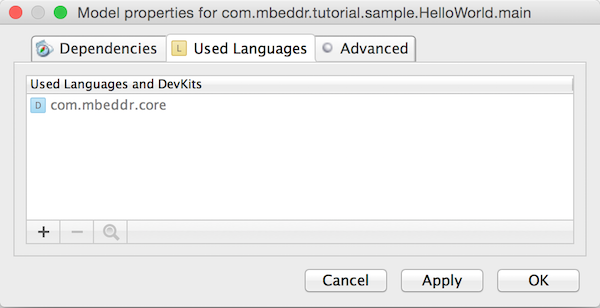 Model properties for com.mbeddr.tutorial.sample.HelloWorld.main
Dependencies L Used Languages Advanced
Used Languages and DevKits
D com.mbeddr.core
Cancel Apply OK